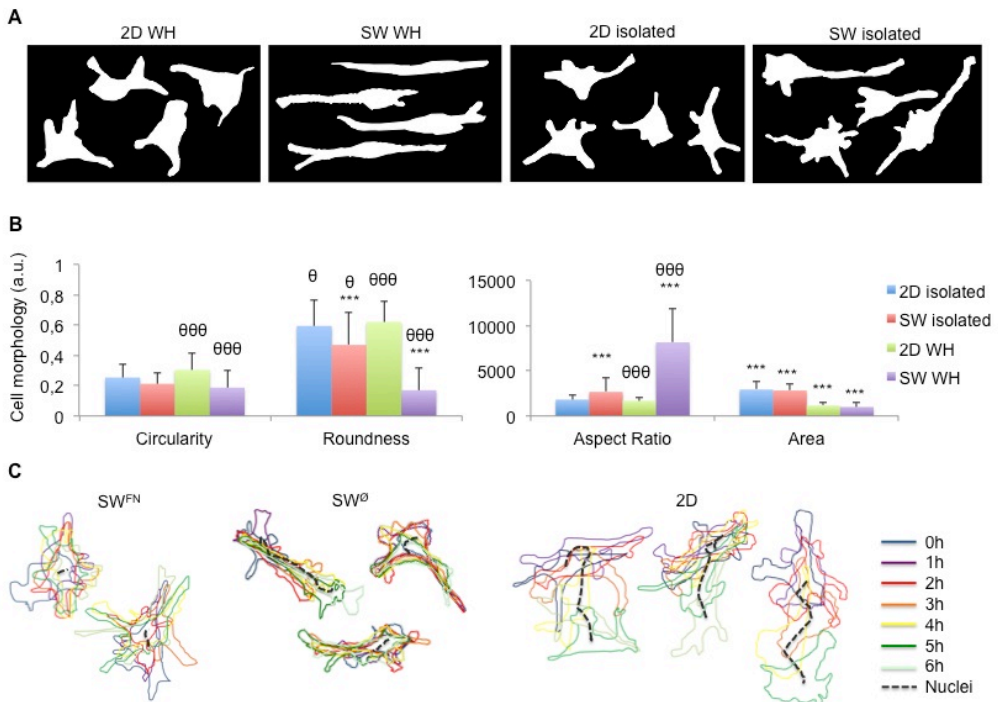 A
2D WH
SW WH
2D isolated
SW isolated
B
Cell morphology (a.u.)
1
0,8
0,6
0,4
0,2
0
θθθ
θθθ
θ
θ
***
θθθ
θθθ
***
Circularity
Roundness
15000
10000
5000
0
***
θθθ
θθθ
***
***
***
***
***
Aspect Ratio
Area
2D isolated
SW isolated
2D WH
SW WH
C
SWFN
SWØ
2D
0h
1h
2h
3h
4h
5h
6h
Nuclei